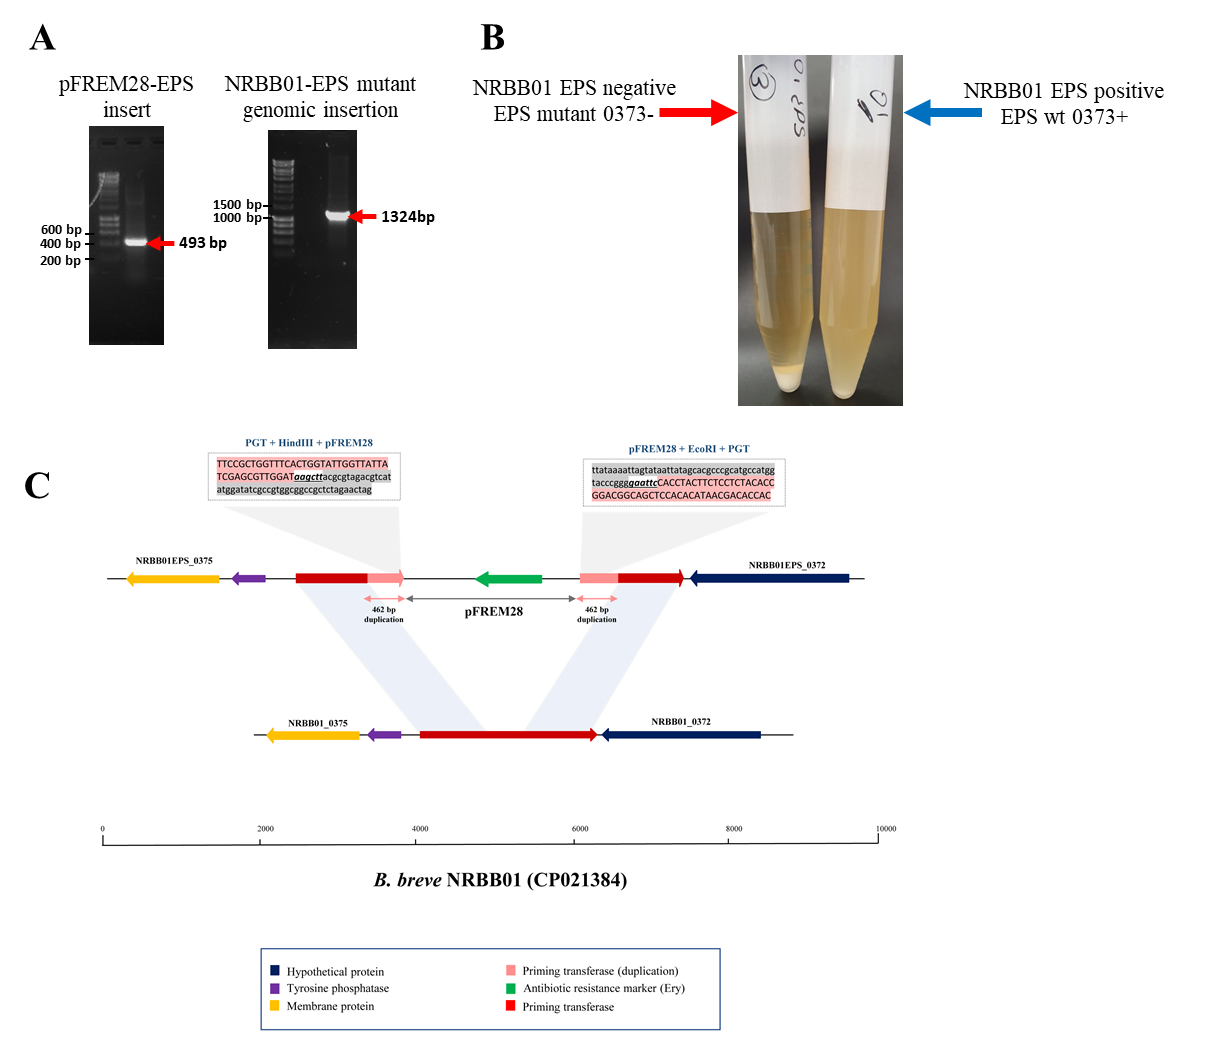 A
pFREM28-EPS
insert
NRBB01-EPS mutant
genomic insertion
600 bp
400 bp
200 bp
493 bp
1500 bp
1000 bp
1324bp
B
NRBB01 EPS negative
EPS mutant 0373-
01 EPS
3
01
NRBB01 EPS positive
EPS wt 0373+
C
PGT + HindIII + pFREM28
TTCCGCTGGTTTCACTGGTATTGGTTATTA
TCGAGCGTTGGATaagcttacgcgtagacgtcat
atggatatcgccgtggcggccgctctagaactag
pFREM28 + EcoRI + PGT
ttataaaattagtataattatagcacgcccgcatgccatgg
tacccggggaattcCACCTACTTCTCCTCTACACC
GGACGGCAGCTCCACACATAACGACACCAC
NRBB01EPS_0375
NRBB01EPS_0372
462 bp
duplication
pFREM28
462 bp
duplication
NRBB01_0375
NRBB01_0372
0
2000
4000
6000
8000
10000
B. breve NRBB01 (CP021384)
Hypothetical protein
Tyrosine phosphatase
Membrane protein
Priming transferase (duplication)
Antibiotic resistance marker (Ery)
Priming transferase